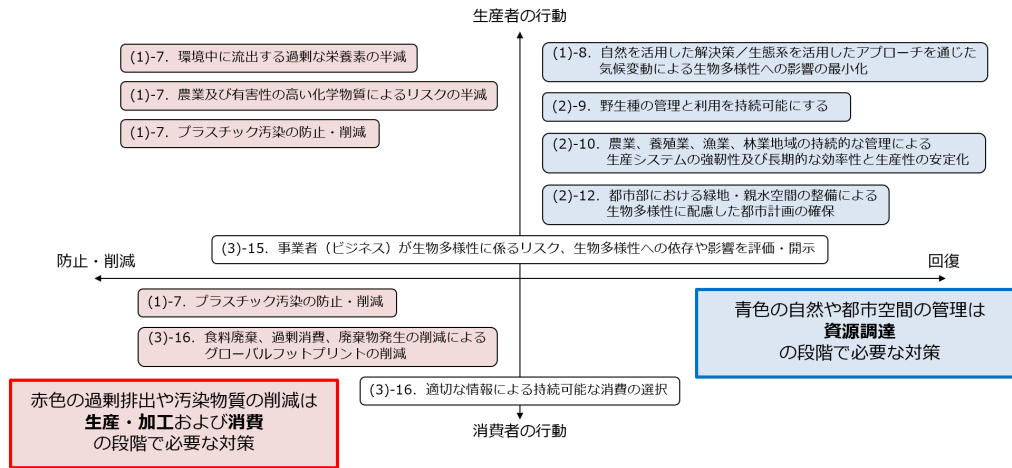 生産者の行動
(1)-7. 環境中に流出する過剰な栄養素の半減
(1)-7. 農業及び有害性の高い化学物質によるリスクの半減
(1)-7. プラスチック汚染の防止・削減
(1)-8. 自然を活用した解決策／生態系を活用したアプローチを通じた
気候変動による生物多様性への影響の最小化
(2)-9. 野生種の管理と利用を持続可能にする
(2)-10. 農業、養殖業、漁業、林業地域の持続的な管理による
生産システムの強靭性及び長期的な効率性と生産性の安定化
(2)-12. 都市部における緑地・親水空間の整備による
生物多様性に配慮した都市計画の確保
(3)-15. 事業者（ビジネス）が生物多様性に係るリスク、生物多様性への依存や影響を評価・開示
防止・削減
回復
(1)-7. プラスチック汚染の防止・削減
(3)-16. 食料廃棄、過剰消費、廃棄物発生の削減による
グローバルフットプリントの削減
青色の自然や都市空間の管理は
資源調達
の段階で必要な対策
(3)-16. 適切な情報による持続可能な消費の選択
赤色の過剰排出や汚染物質の削減は
生産・加工および消費
の段階で必要な対策
消費者の行動